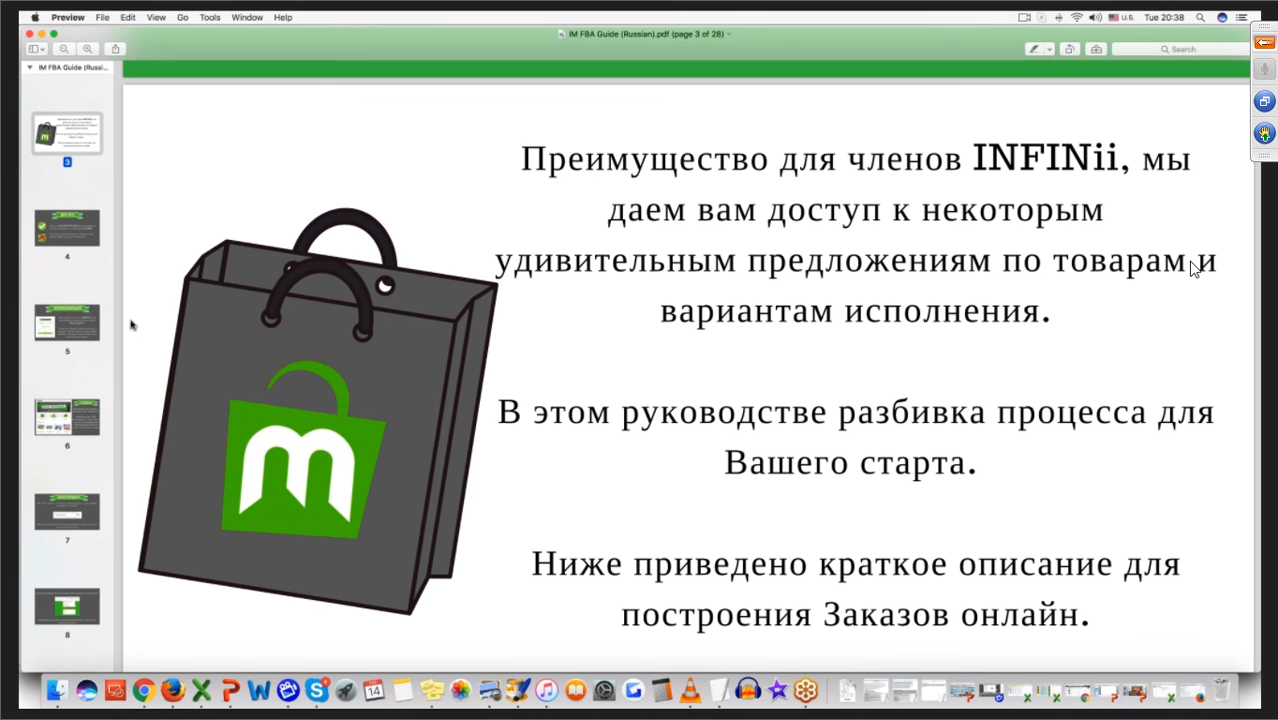 Preview File Edit View Go Tools Window Help
U.S. Tue 20:38
IM FBA Guide (Russian).pdf (page 3 of 28)
Search
IM FBA Guide (Russi...
3
4
5
6
7
8
Преимущество для членов INFINii, мы
даем вам доступ к некоторым
удивительным предложениям по товарам и
вариантам исполнения.
В этом руководстве разбивка процесса для
Вашего старта.
Ниже приведено краткое описание для
построения Заказов онлайн.
m
14